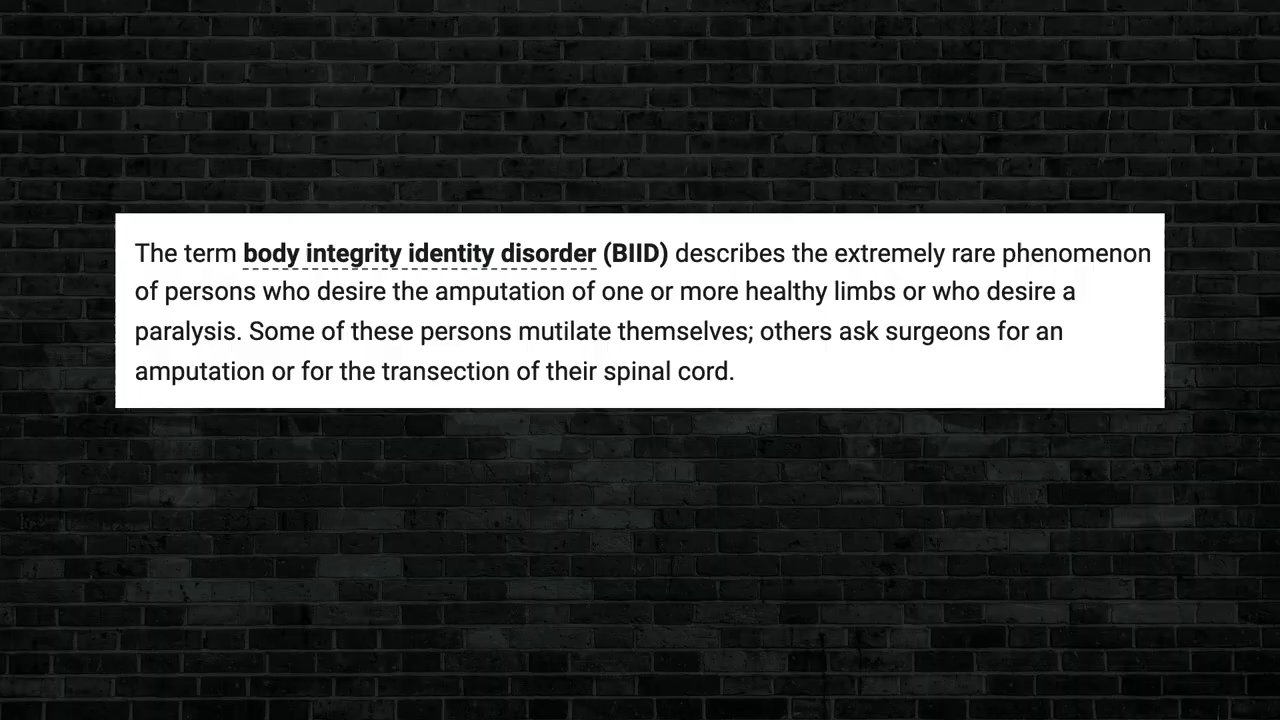 The term body integrity identity disorder (BIID) describes the extremely rare phenomenon
of persons who desire the amputation of one or more healthy limbs or who desire a
paralysis. Some of these persons mutilate themselves; others ask surgeons for an
amputation or for the transection of their spinal cord.